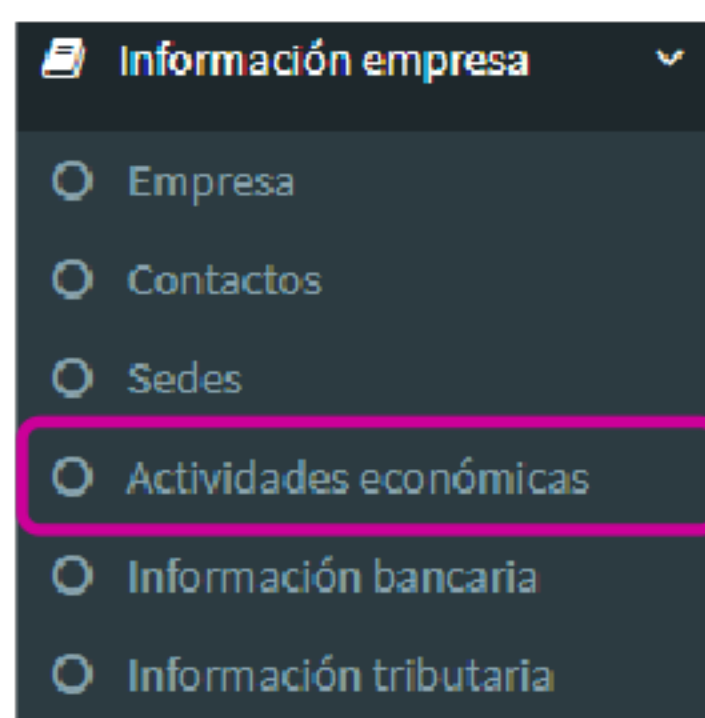 Información empresa
Empresa
Contactos
Sedes
Actividades económicas
Información bancaria
Información tributaria